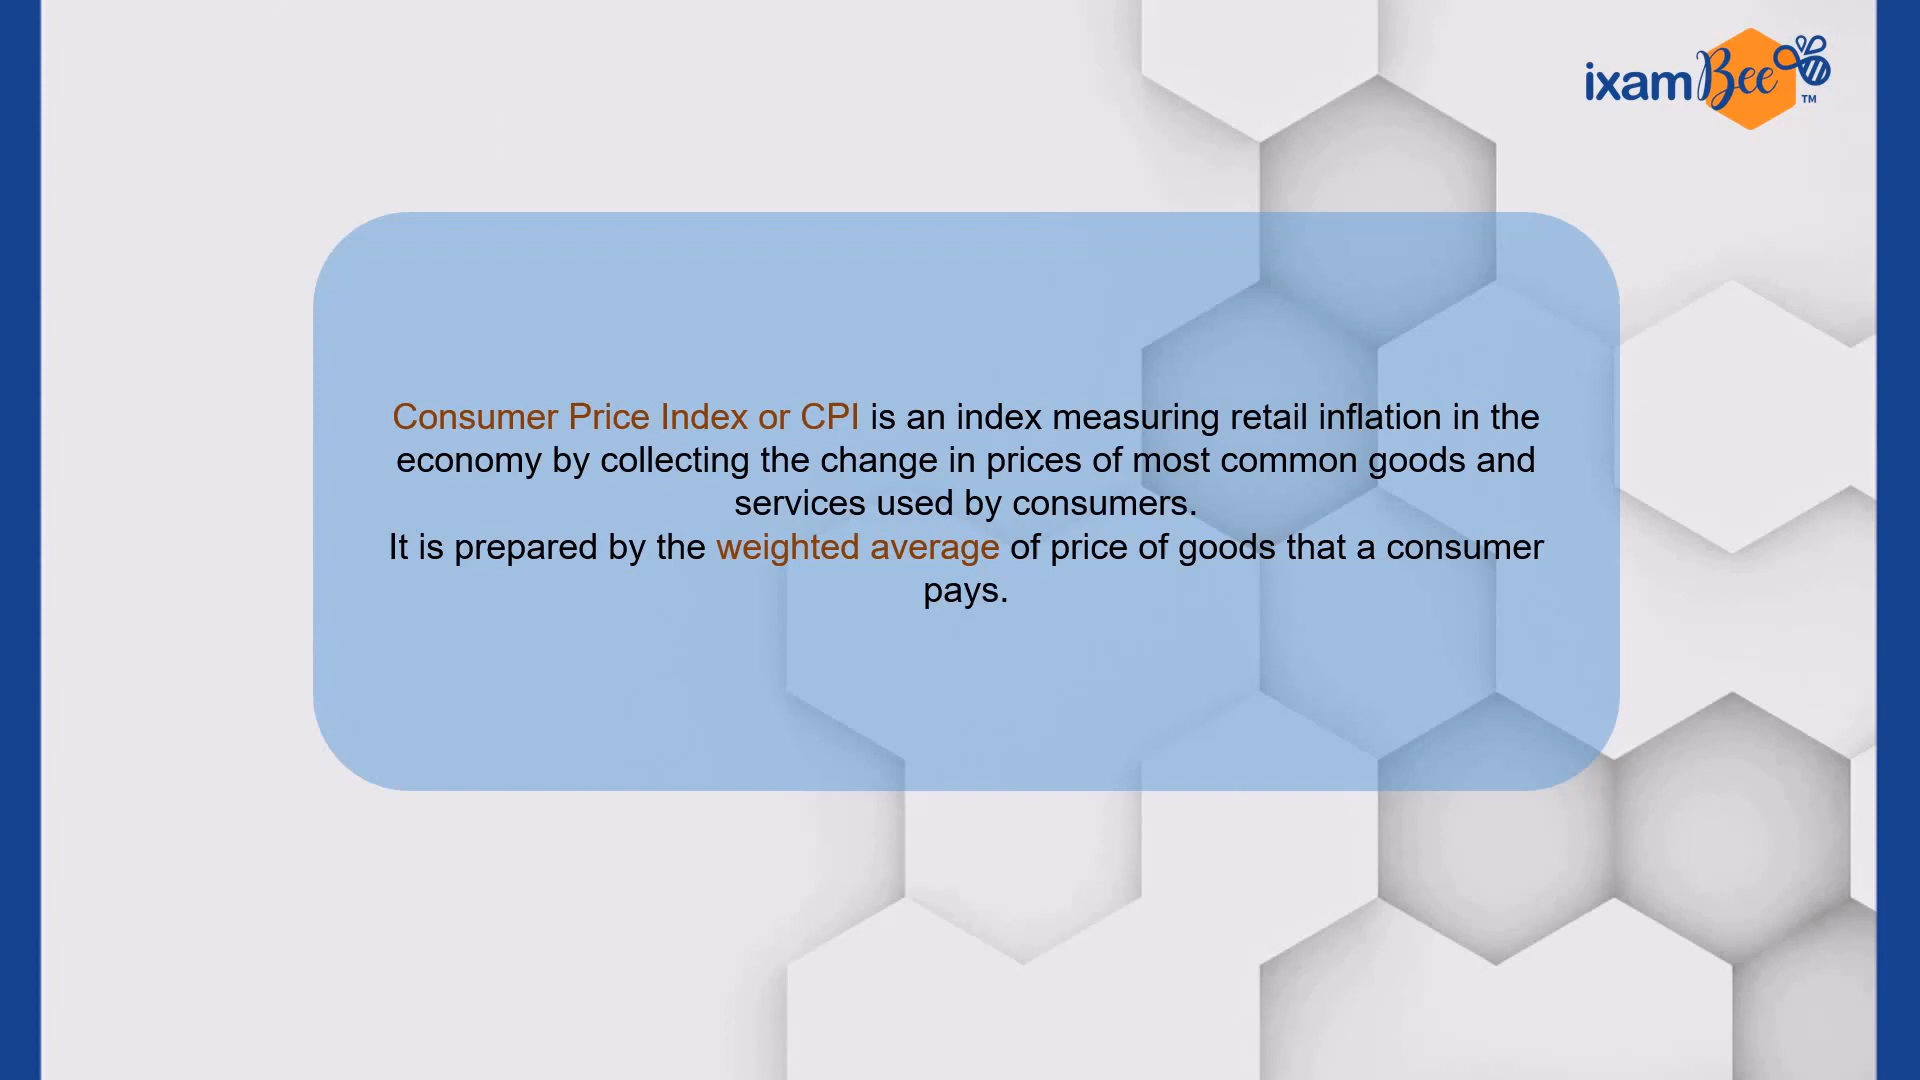 ixamBee™
Consumer Price Index or CPI is an index measuring retail inflation in the
economy by collecting the change in prices of most common goods and
services used by consumers.
It is prepared by the weighted average of price of goods that a consumer
pays.